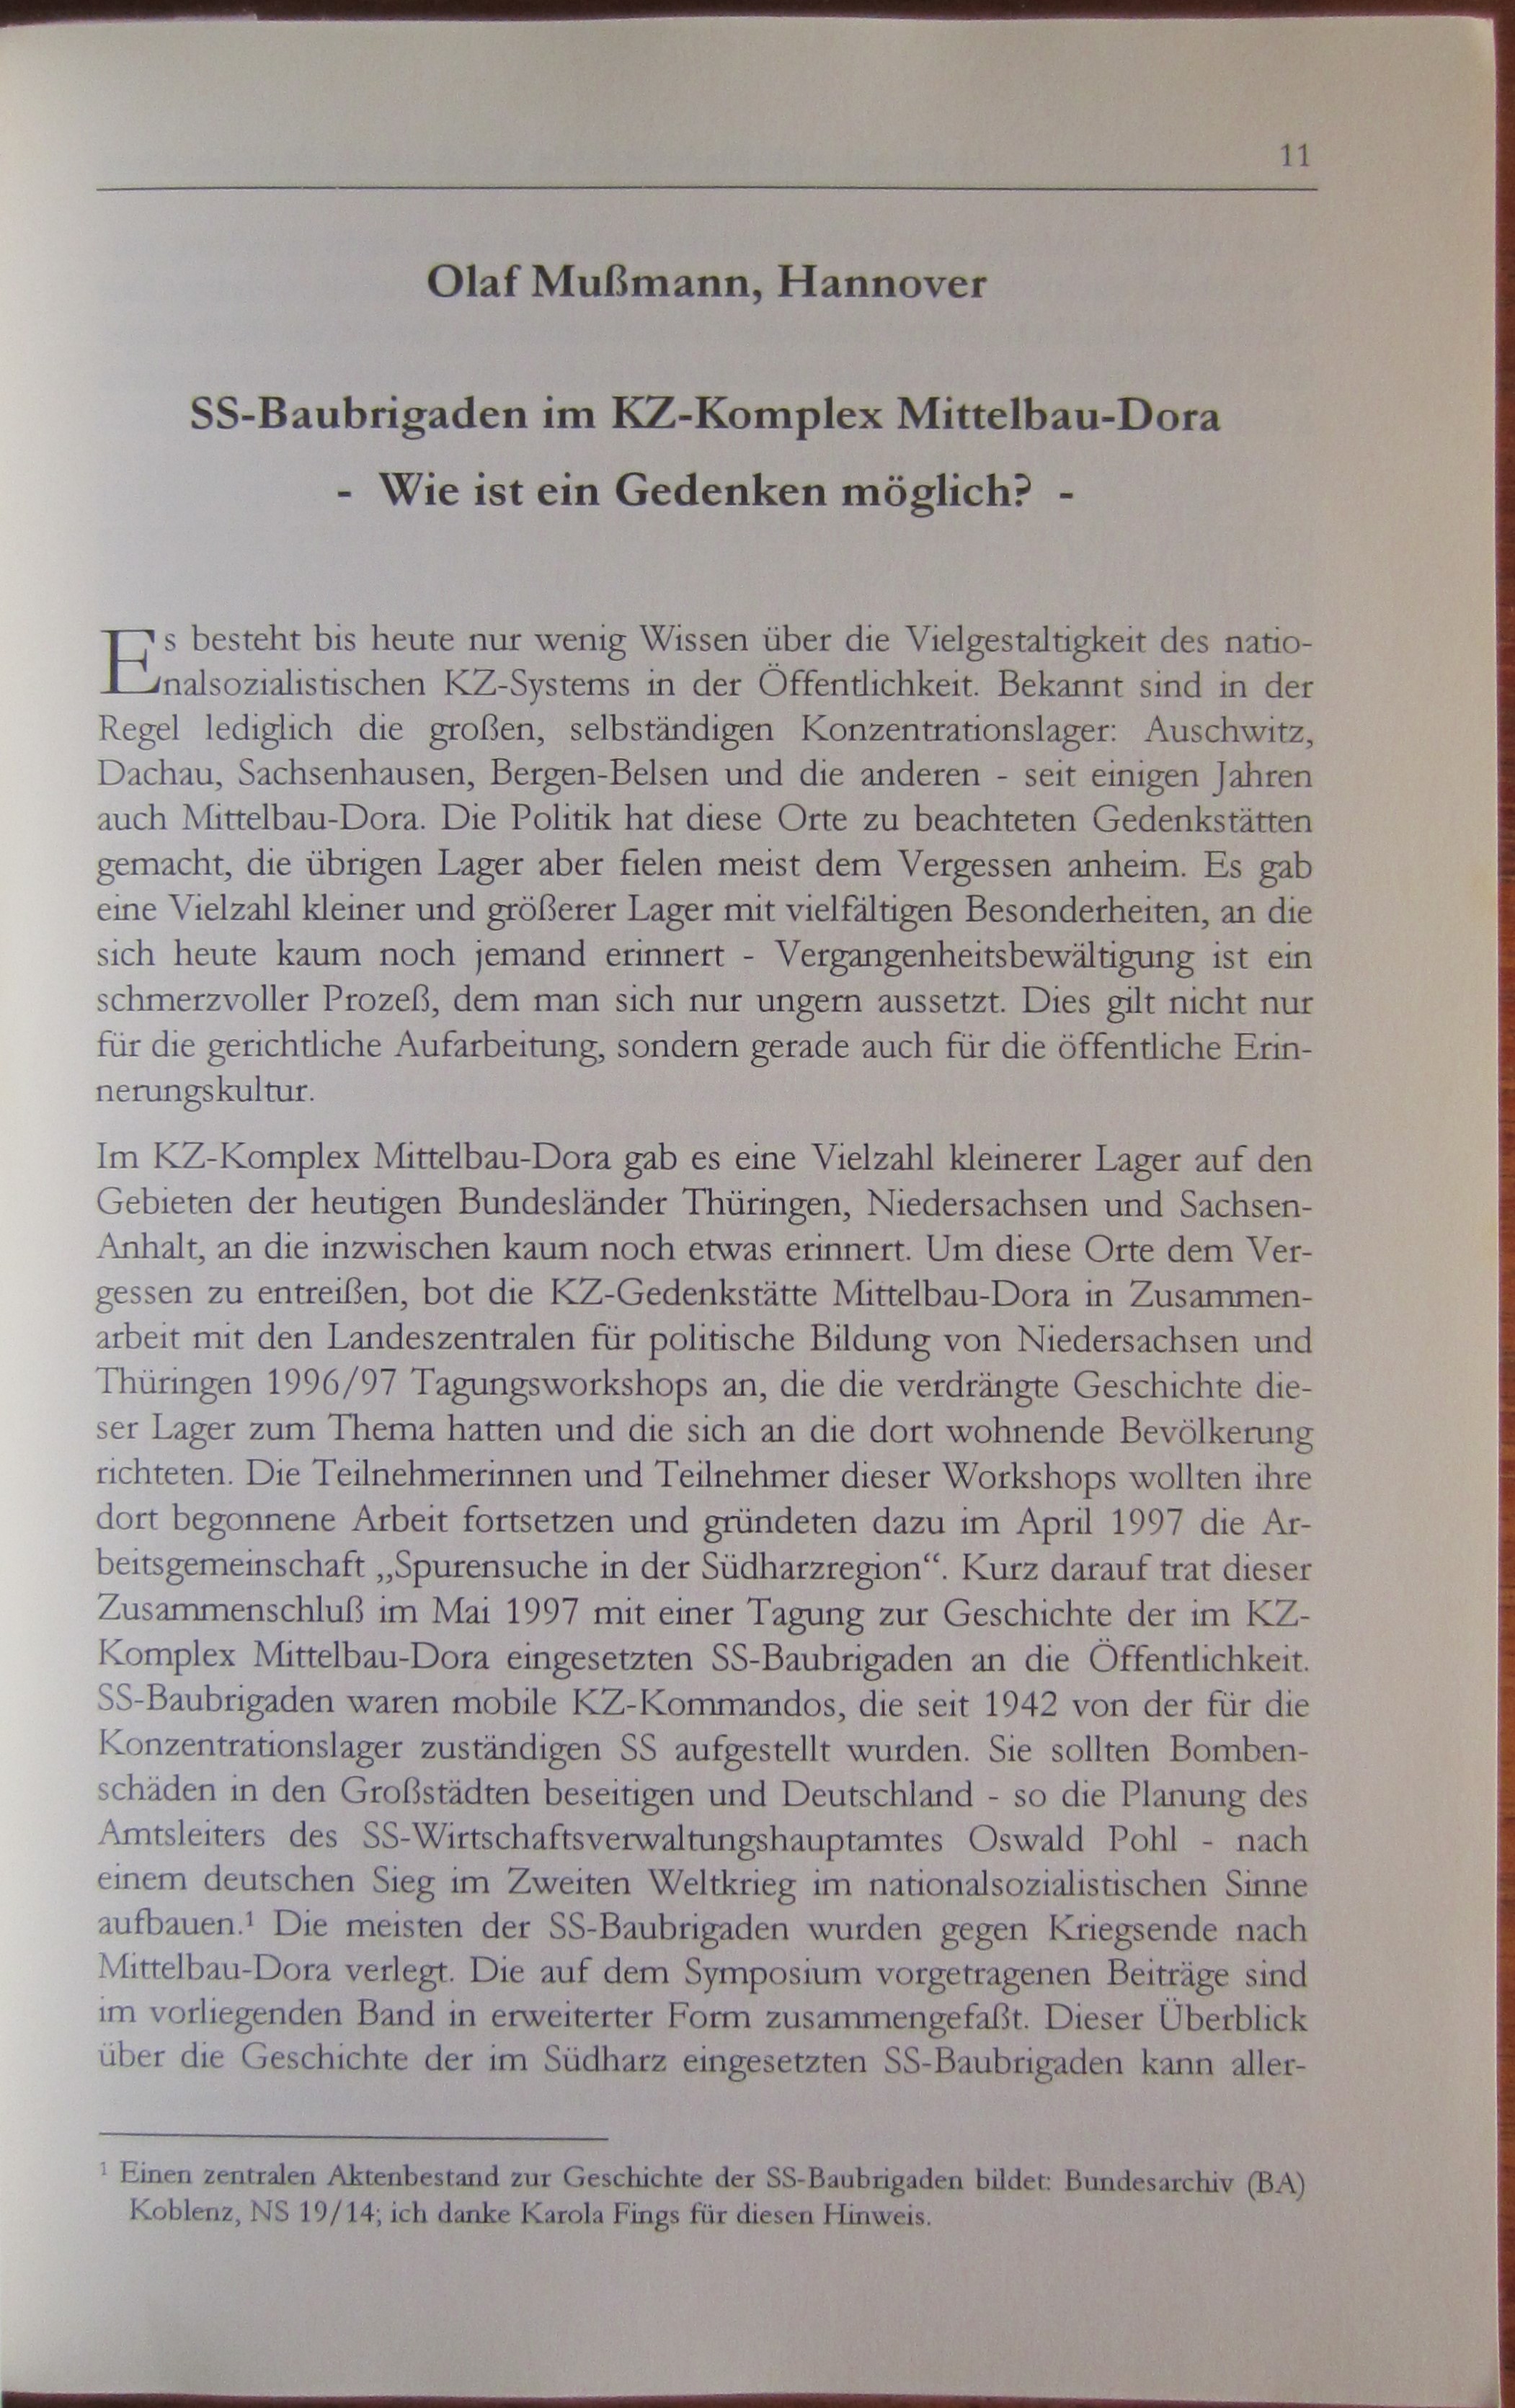 11
Olaf Mußmann, Hannover
SS-Baubrigaden im KZ-Komplex Mittelbau-Dora
- Wie ist ein Gedenken möglich? -
Es besteht bis heute nur wenig Wissen über die Vielgestaltigkeit des natio-
nalsozialistischen KZ-Systems in der Öffentlichkeit. Bekannt sind in der
Regel lediglich die großen, selbständigen Konzentrationslager: Auschwitz,
Dachau, Sachsenhausen, Bergen-Belsen und die anderen - seit einigen Jahren
auch Mittelbau-Dora. Die Politik hat diese Orte zu beachteten Gedenkstätten
gemacht, die übrigen Lager aber fielen meist dem Vergessen anheim. Es gab
eine Vielzahl kleiner und größerer Lager mit vielfältigen Besonderheiten, an die
sich heute kaum noch jemand erinnert - Vergangenheitsbewältigung ist ein
schmerzvoller Prozeß, dem man sich nur ungern aussetzt. Dies gilt nicht nur
für die gerichtliche Aufarbeitung, sondern gerade auch für die öffentliche Erin-
nerungskultur.
Im KZ-Komplex Mittelbau-Dora gab es eine Vielzahl kleinerer Lager auf den
Gebieten der heutigen Bundesländer Thüringen, Niedersachsen und Sachsen-
Anhalt, an die inzwischen kaum noch etwas erinnert. Um diese Orte dem Ver-
gessen zu entreißen, bot die KZ-Gedenkstätte Mittelbau-Dora in Zusammen-
arbeit mit den Landeszentralen für politische Bildung von Niedersachsen und
Thüringen 1996/97 Tagungsworkshops an, die die verdrängte Geschichte die-
ser Lager zum Thema hatten und die sich an die dort wohnende Bevölkerung
richteten. Die Teilnehmerinnen und Teilnehmer dieser Workshops wollten ihre
dort begonnene Arbeit fortsetzen und gründeten dazu im April 1997 die Ar-
beitsgemeinschaft „Spurensuche in der Südharzregion“. Kurz darauf trat dieser
Zusammenschluß im Mai 1997 mit einer Tagung zur Geschichte der im KZ-
Komplex Mittelbau-Dora eingesetzten SS-Baubrigaden an die Öffentlichkeit.
SS-Baubrigaden waren mobile KZ-Kommandos, die seit 1942 von der für die
Konzentrationslager zuständigen SS aufgestellt wurden. Sie sollten Bomben-
schäden in den Großstädten beseitigen und Deutschland - so die Planung des
Amtsleiters des SS-Wirtschaftsverwaltungshauptamtes Oswald Pohl - nach
einem deutschen Sieg im Zweiten Weltkrieg im nationalsozialistischen Sinne
aufbauen.¹ Die meisten der SS-Baubrigaden wurden gegen Kriegsende nach
Mittelbau-Dora verlegt. Die auf dem Symposium vorgetragenen Beiträge sind
im vorliegenden Band in erweiterter Form zusammengefaßt. Dieser Überblick
über die Geschichte der im Südharz eingesetzten SS-Baubrigaden kann aller-
¹ Einen zentralen Aktenbestand zur Geschichte der SS-Baubrigaden bildet: Bundesarchiv (BA)
Koblenz, NS 19/14; ich danke Karola Fings für diesen Hinweis.